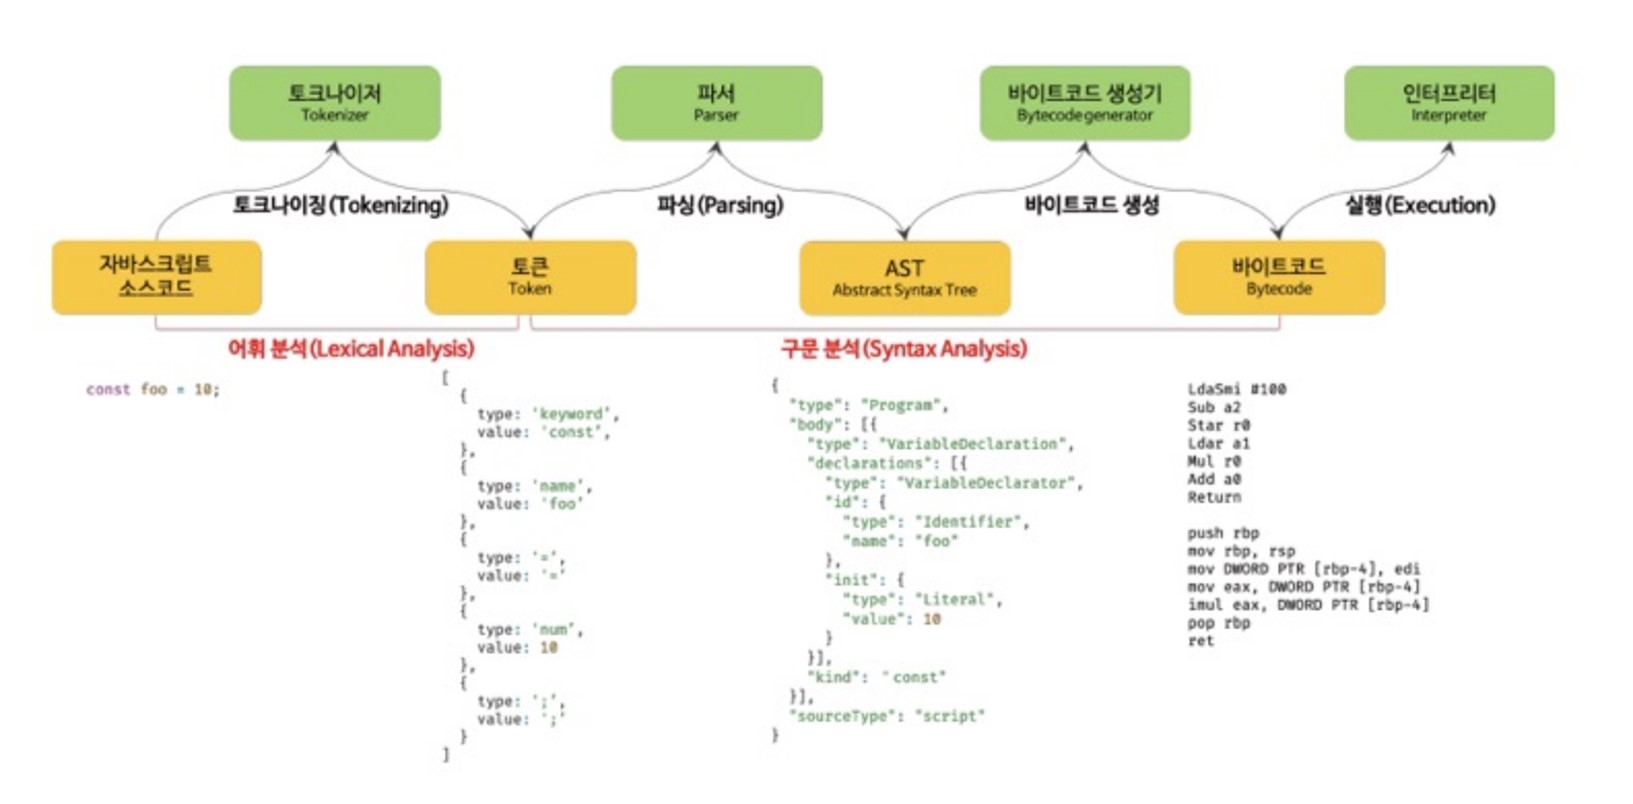 토크나이저
Tokenizer
파서
Parser
바이트코드 생성기
Bytecode generator
인터프리터
Interpreter
토크나이징(Tokenizing)
파싱(Parsing)
바이트코드 생성
실행(Execution)
자바스크립트
소스코드
토큰
Token
AST
Abstract Syntax Tree
바이트코드
Bytecode
어휘 분석(Lexical Analysis)
구문 분석(Syntax Analysis)
const foo = 10;
[
{
type: 'keyword',
value: 'const',
},
{
type: 'name',
value: 'foo'
},
{
type: '=',
value: '='
},
{
type: 'num',
value: 10
},
{
type: ';',
value: ';'
}
]
{
"type": "Program",
"body": [{
"type": "VariableDeclaration",
"declarations": [{
"type": "VariableDeclarator",
"id": {
"type": "Identifier",
"name": "foo"
},
"init": {
"type": "Literal",
"value": 10
}
}],
"kind": "const"
}],
"sourceType": "script"
}
LdaSmi #100
Sub a2
Star r0
Ldar a1
Mul r0
Add a0
Return
push rbp
mov rbp, rsp
mov DWORD PTR [rbp-4], edi
mov eax, DWORD PTR [rbp-4]
imul eax, DWORD PTR [rbp-4]
pop rbp
ret